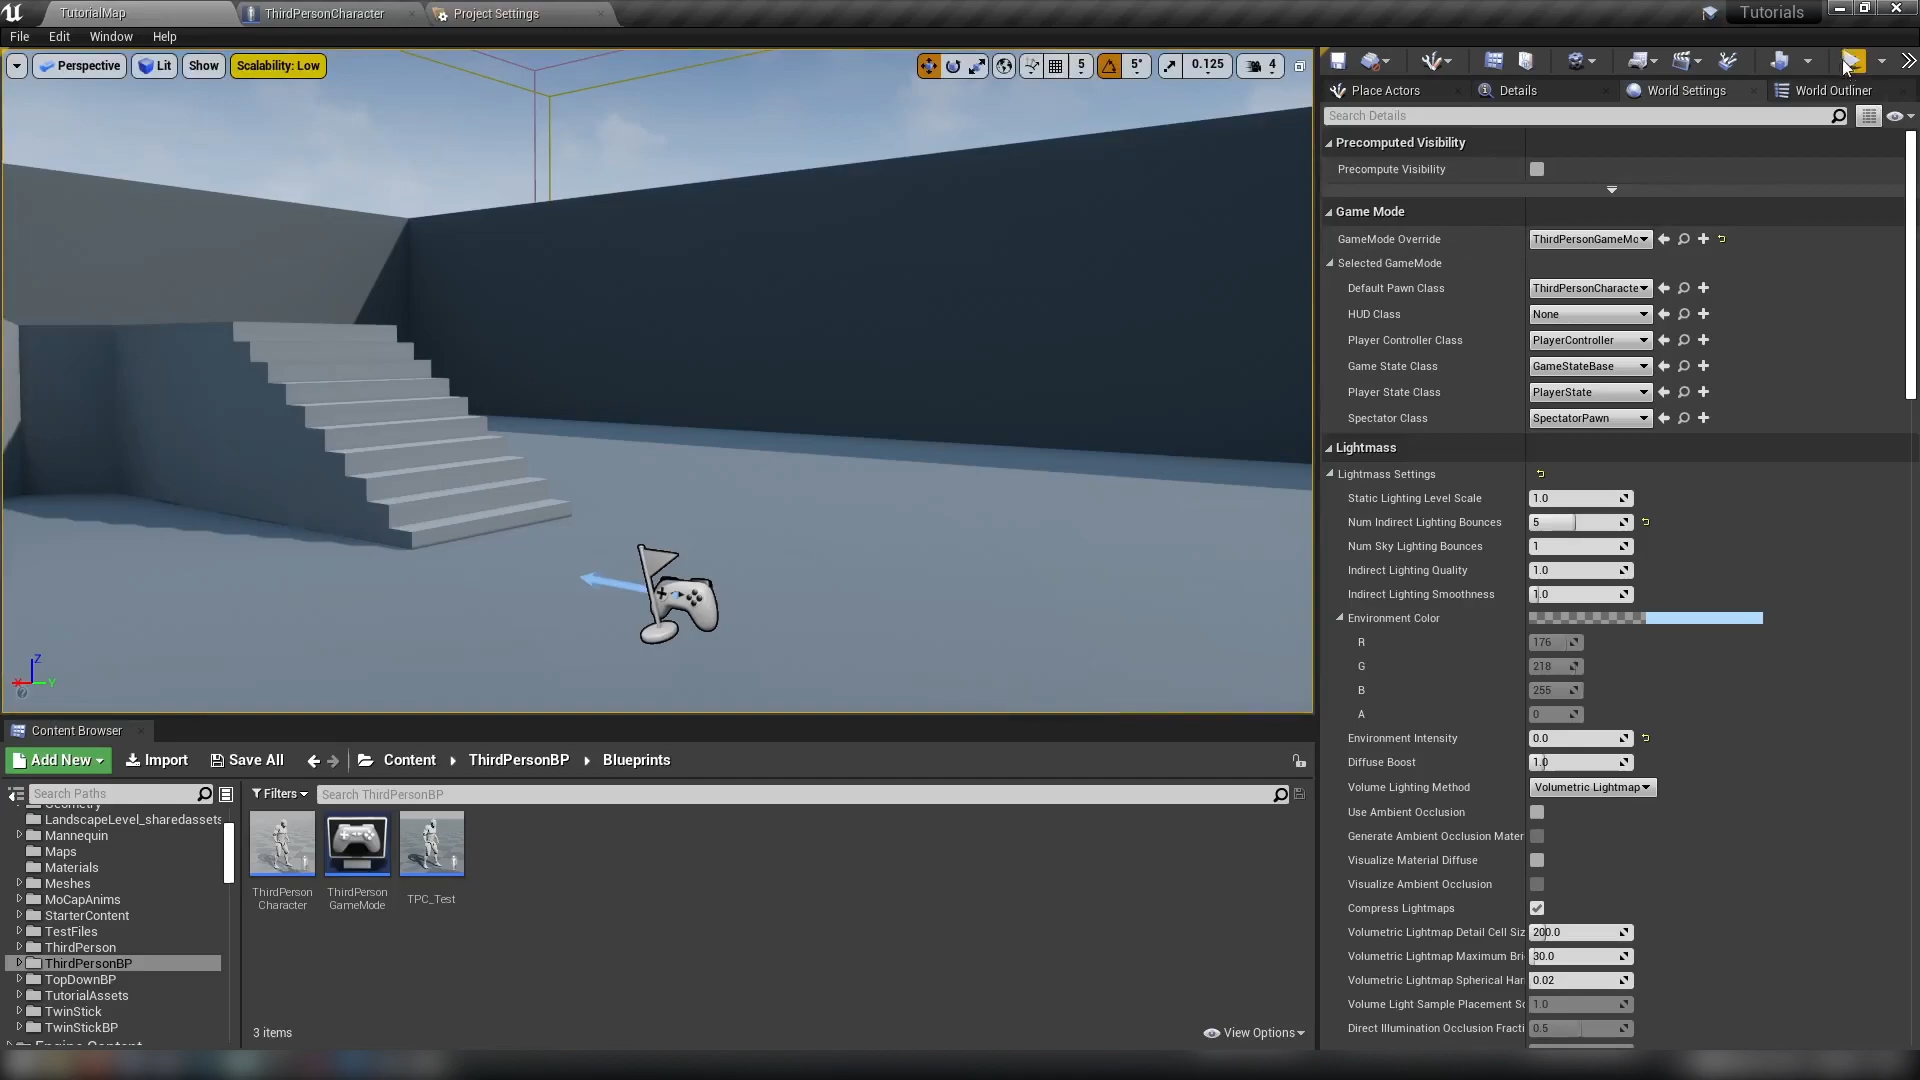 TutorialMap
ThirdPersonCharacter
Project Settings
Tutorials
File
Edit
Window
Help
Perspective
Lit
Show
Scalability: Low
5
5°
0.125
4
Place Actors
Details
World Settings
World Outliner
Search Details
Precomputed Visibility
Precompute Visibility
Game Mode
GameMode Override
ThirdPersonGameMo
Selected GameMode
Default Pawn Class
ThirdPersonCharacte
HUD Class
None
Player Controller Class
PlayerController
Game State Class
GameStateBase
Player State Class
PlayerState
Spectator Class
SpectatorPawn
Lightmass
Lightmass Settings
Static Lighting Level Scale
1.0
Num Indirect Lighting Bounces
5
Num Sky Lighting Bounces
1
Indirect Lighting Quality
1.0
Indirect Lighting Smoothness
1.0
Environment Color
R
176
G
218
B
255
A
0
Environment Intensity
0.0
Diffuse Boost
1.0
Volume Lighting Method
Volumetric Lightmap
Use Ambient Occlusion
Generate Ambient Occlusion Mater
Visualize Material Diffuse
Visualize Ambient Occlusion
Compress Lightmaps
Volumetric Lightmap Detail Cell Siz
200.0
Volumetric Lightmap Maximum Bri
30.0
Volumetric Lightmap Spherical Har
0.02
Volume Light Sample Placement Sc
1.0
Direct Illumination Occlusion Fracti
0.5
Z
X
Y
Content Browser
Add New
Import
Save All
Content
ThirdPersonBP
Blueprints
Search Paths
Filters
Search ThirdPersonBP
Geometry
LandscapeLevel_sharedassets
Mannequin
Maps
Materials
Meshes
MoCapAnims
StarterContent
TestFiles
ThirdPerson
ThirdPersonBP
TopDownBP
TutorialAssets
TwinStick
TwinStickBP
Engine Content
ThirdPerson
Character
ThirdPerson
GameMode
TPC_Test
3 items
View Options